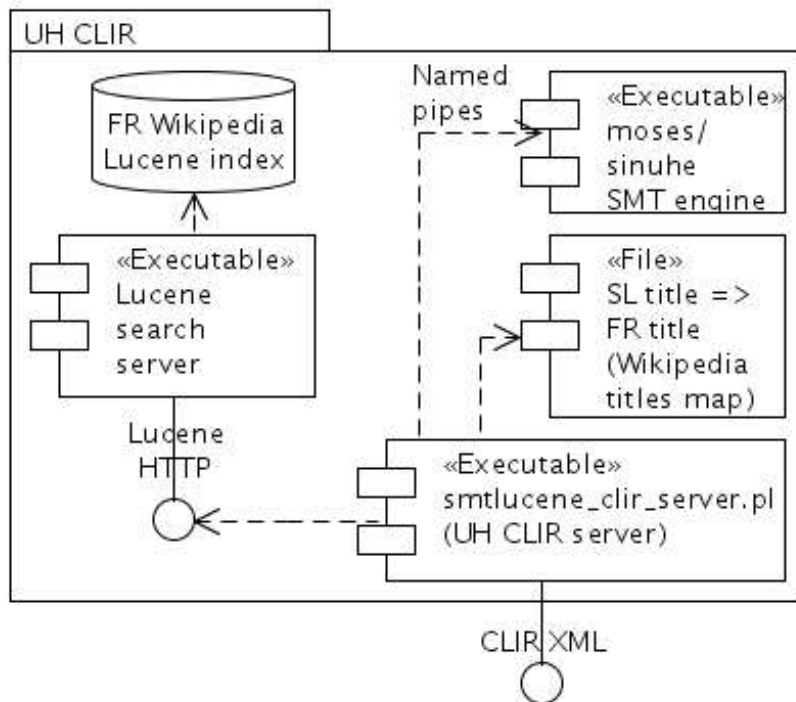 UH CLIR
FR Wikipedia
Lucene index
Named
pipes
«Executable»
moses/
sinuhe
SMT engine
«Executable»
Lucene
search
server
«File»
SL title =>
FR title
(Wikipedia
titles map)
Lucene
HTTP
«Executable»
smtlucene_clir_server.pl
(UH CLIR server)
CLIR XML